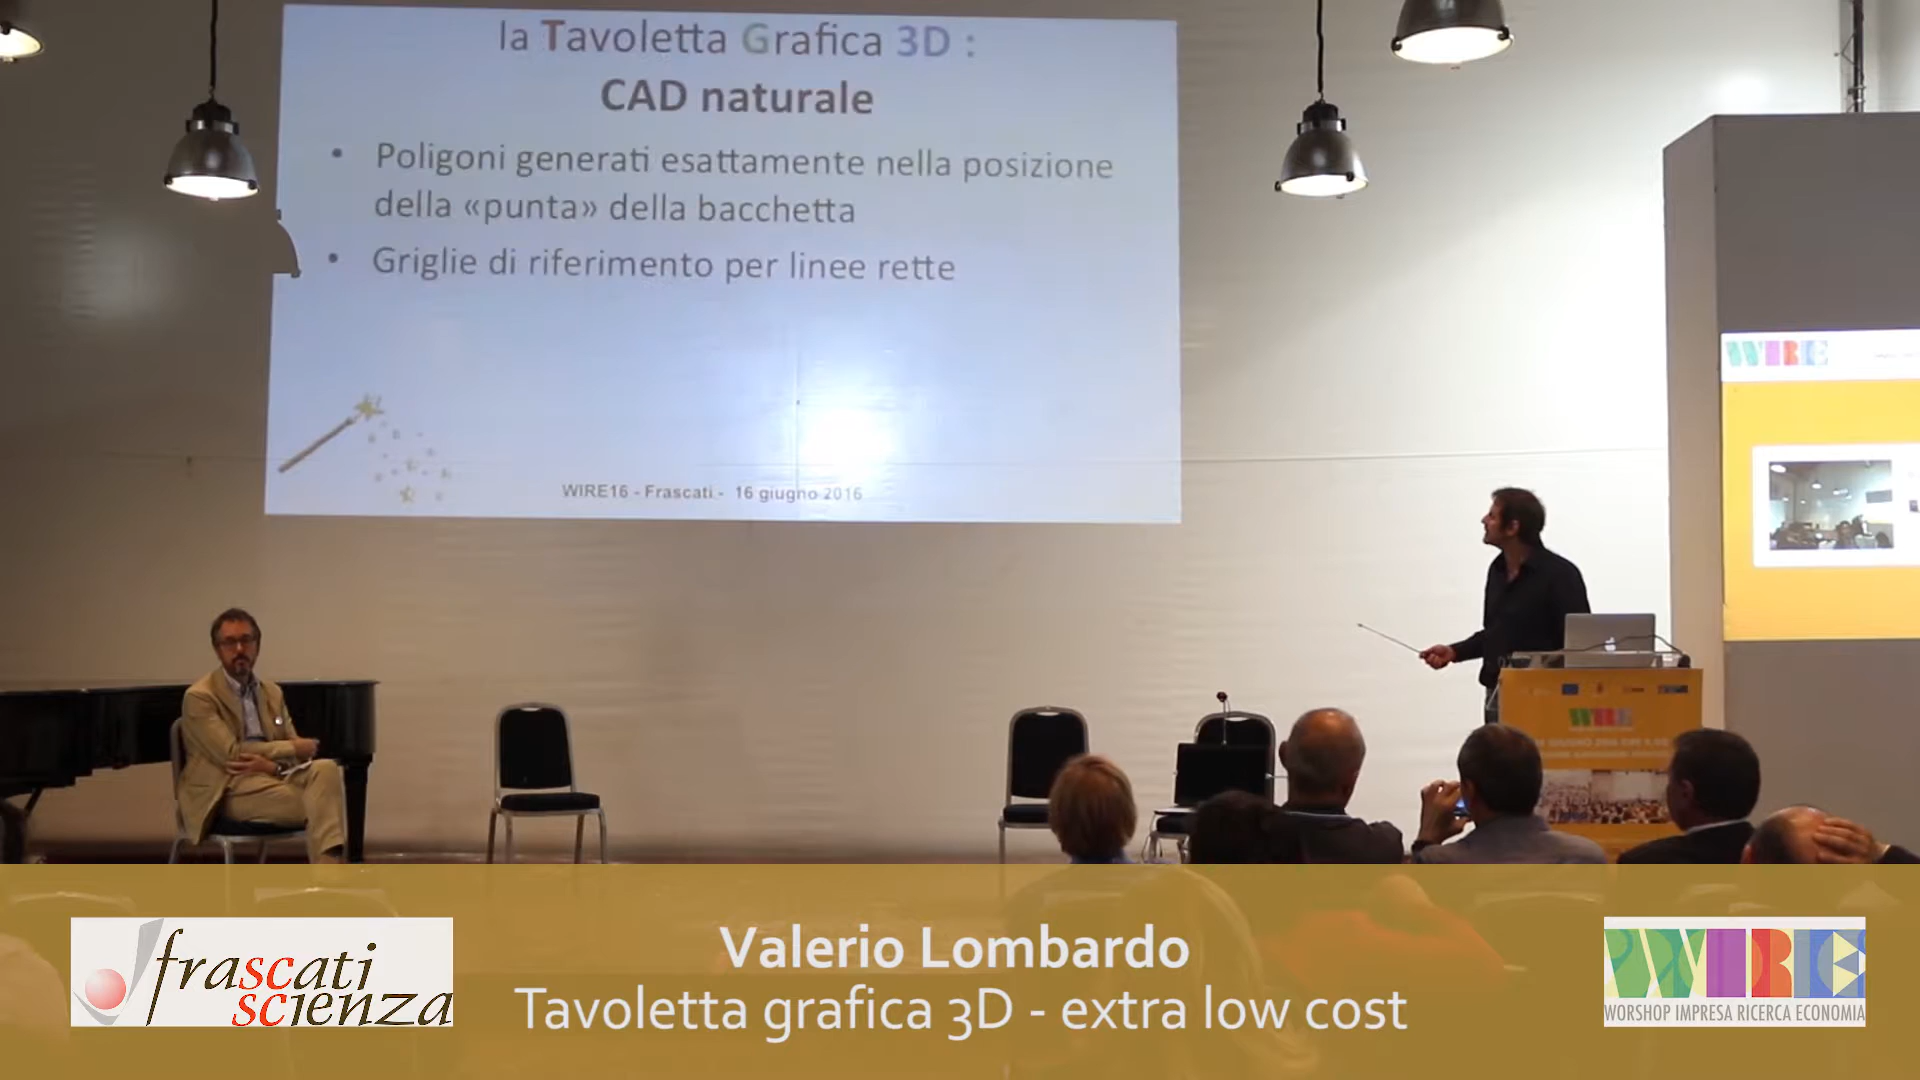 la Tavoletta Grafica 3D :
CAD naturale
• Poligoni generati esattamente nella posizione
della «punta» della bacchetta
• Griglie di riferimento per linee rette
WIRE16 - Frascati - 16 giugno 2016
WIRE
WIRE
frascati
scienza
Valerio Lombardo
Tavoletta grafica 3D - extra low cost
WIRE
WORSHOP IMPRESA RICERCA ECONOMIA